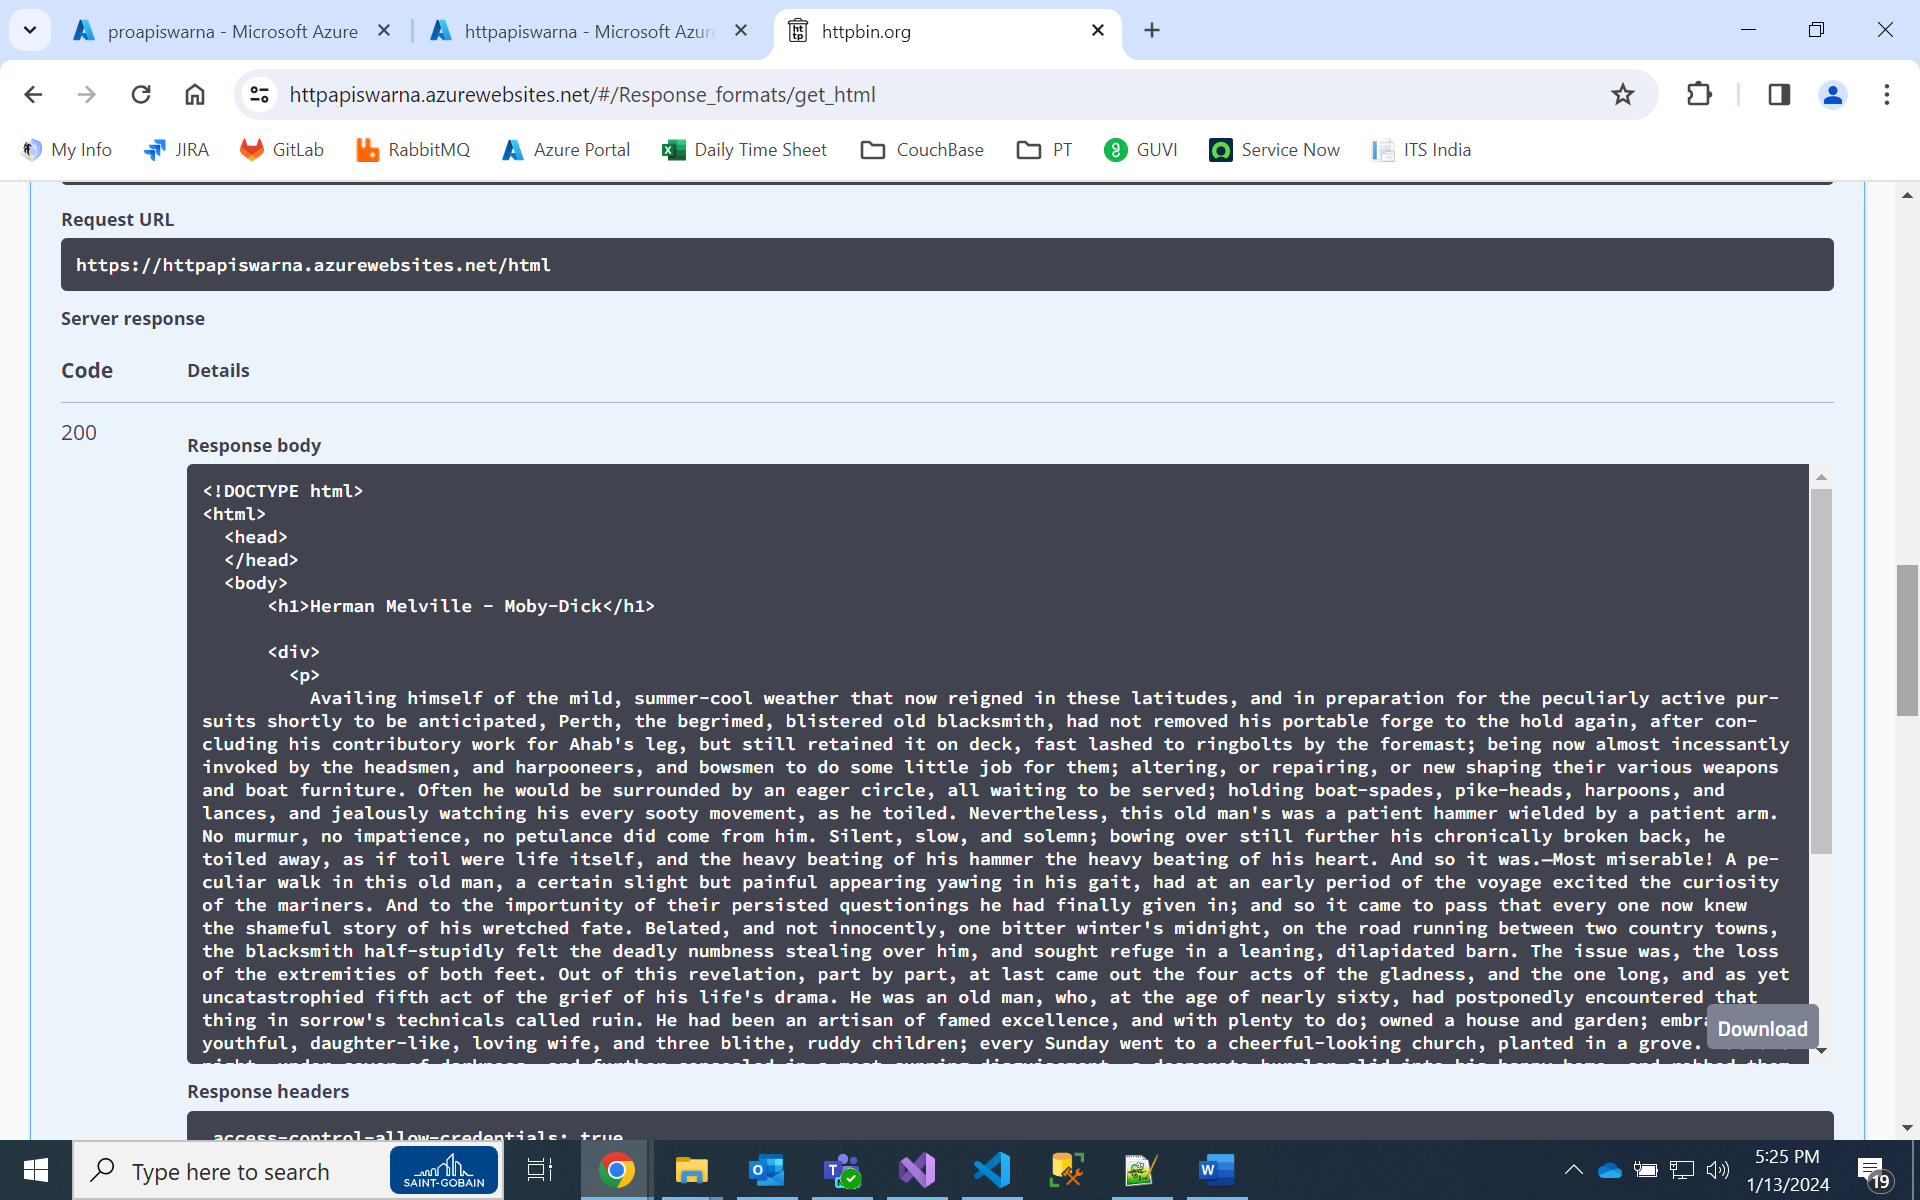 proapiswarna - Microsoft Azure
httpapiswarna - Microsoft Azure
httpbin.org
httpapiswarna.azurewebsites.net/#/Response_formats/get_html
My Info
JIRA
GitLab
RabbitMQ
Azure Portal
Daily Time Sheet
CouchBase
PT
GUVI
Service Now
ITS India
Request URL
https://httpapiswarna.azurewebsites.net/html
Server response
Code Details
200
Response body
<!DOCTYPE html>
<html>
<head>
</head>
<body>
<h1>Herman Melville - Moby-Dick</h1>
<div>
<p>
Availing himself of the mild, summer-cool weather that now reigned in these latitudes, and in preparation for the peculiarly active pur-
suits shortly to be anticipated, Perth, the begrimed, blistered old blacksmith, had not removed his portable forge to the hold again, after con-
cluding his contributory work for Ahab's leg, but still retained it on deck, fast lashed to ringbolts by the foremast; being now almost incessantly
invoked by the headsmen, and harpooneers, and bowsmen to do some little job for them; altering, or repairing, or new shaping their various weapons
and boat furniture. Often he would be surrounded by an eager circle, all waiting to be served; holding boat-spades, pike-heads, harpoons, and
lances, and jealously watching his every sooty movement, as he toiled. Nevertheless, this old man's was a patient hammer wielded by a patient arm.
No murmur, no impatience, no petulance did come from him. Silent, slow, and solemn; bowing over still further his chronically broken back, he
toiled away, as if toil were life itself, and the heavy beating of his hammer the heavy beating of his heart. And so it was.—Most miserable! A pe-
culiar walk in this old man, a certain slight but painful appearing yawing in his gait, had at an early period of the voyage excited the curiosity
of the mariners. And to the importunity of their persisted questionings he had finally given in; and so it came to pass that every one now knew
the shameful story of his wretched fate. Belated, and not innocently, one bitter winter's midnight, on the road running between two country towns,
the blacksmith half-stupidly felt the deadly numbness stealing over him, and sought refuge in a leaning, dilapidated barn. The issue was, the loss
of the extremities of both feet. Out of this revelation, part by part, at last came out the four acts of the gladness, and the one long, and as yet
uncatastrophied fifth act of the grief of his life's drama. He was an old man, who, at the age of nearly sixty, had postponedly encountered that
thing in sorrow's technicals called ruin. He had been an artisan of famed excellence, and with plenty to do; owned a house and garden; embra
Download
youthful, daughter-like, loving wife, and three blithe, ruddy children; every Sunday went to a cheerful-looking church, planted in a grove.
Response headers
access-control-allow-credentials: true
Type here to search
SAINT-GOBAIN
5:25 PM
1/13/2024
19